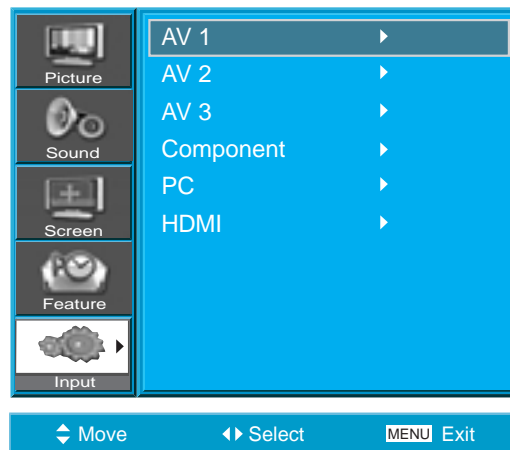 Picture
Sound
Screen
Feature
Input
AV 1
AV 2
AV 3
Component
PC
HDMI
Move Select MENU Exit